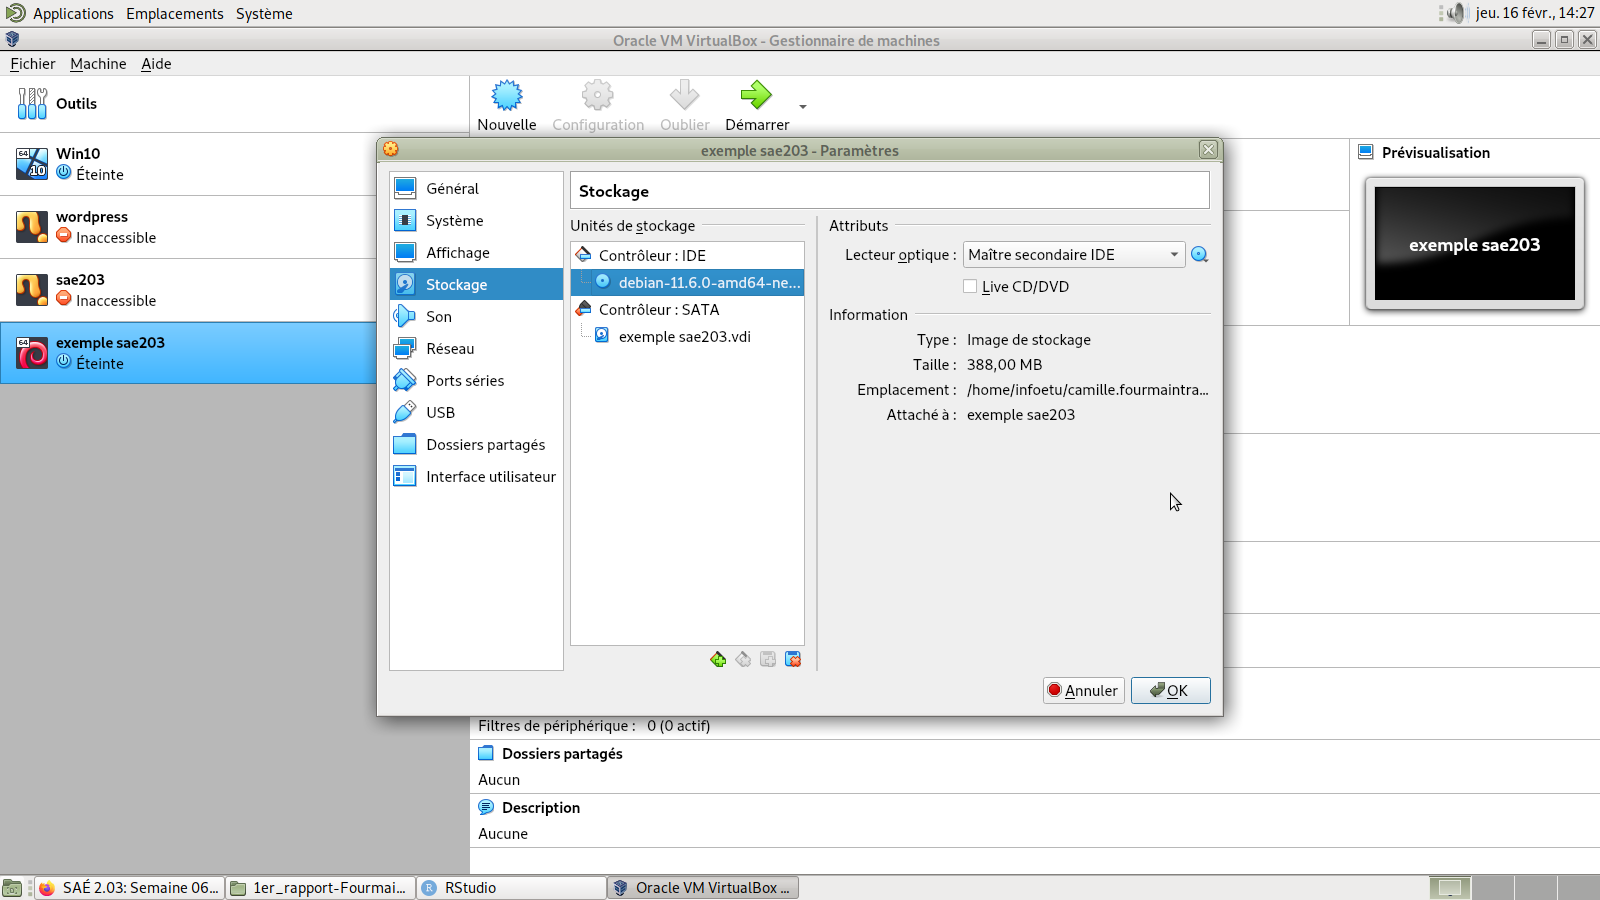 Applications Emplacements Système
jeu. 16 févr., 14:27
Oracle VM VirtualBox - Gestionnaire de machines
Fichier Machine Aide
Outils
Nouvelle Configuration Oublier Démarrer
64 10 Win10
Éteinte
wordpress
Inaccessible
sae203
Inaccessible
64 exemple sae203
Éteinte
exemple sae203 - Paramètres
Général
Système
Affichage
Stockage
Son
Réseau
Ports séries
USB
Dossiers partagés
Interface utilisateur
Stockage
Unités de stockage
Contrôleur : IDE
debian-11.6.0-amd64-ne...
Contrôleur : SATA
exemple sae203.vdi
Attributs
Lecteur optique : Maître secondaire IDE
Live CD/DVD
Information
Type : Image de stockage
Taille : 388,00 MB
Emplacement : /home/infoetu/camille.fourmaintra...
Attaché à : exemple sae203
Annuler OK
Prévisualisation
exemple sae203
Filtres de périphérique : 0 (0 actif)
Dossiers partagés
Aucun
Description
Aucune
SAÉ 2.03: Semaine 06... 1er_rapport-Fourmai... R RStudio Oracle VM VirtualBox ...